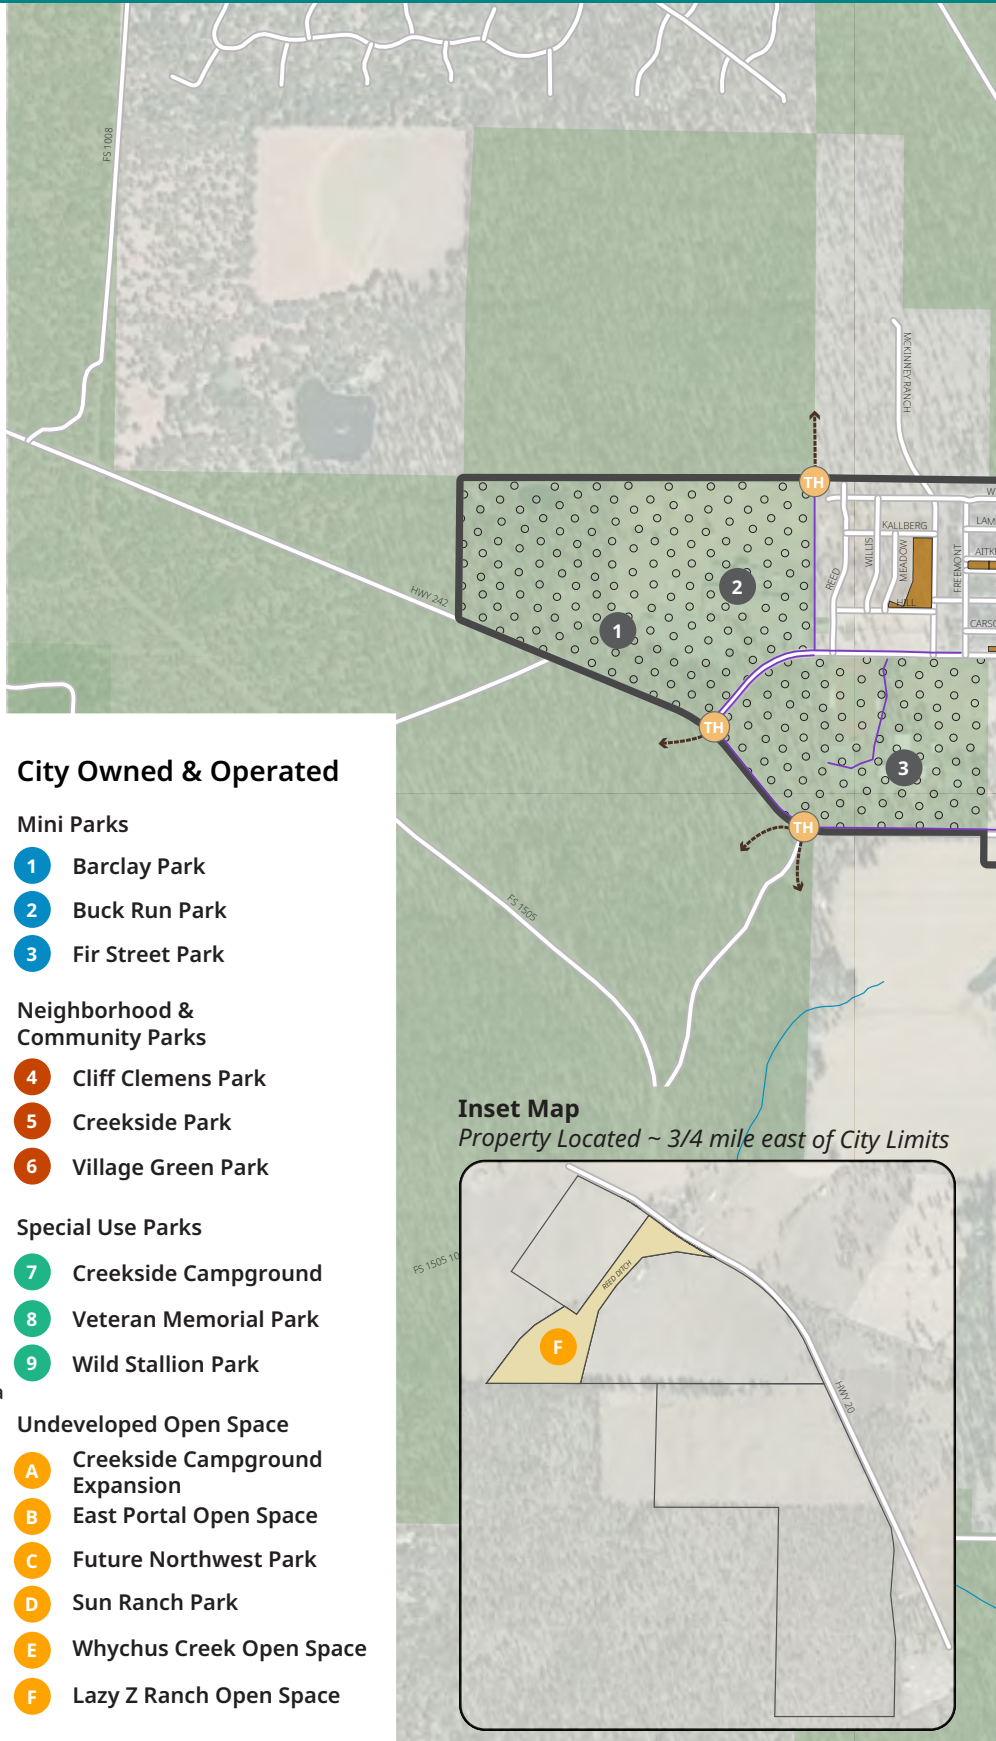 FS 1008
MCKINNEY RANCH
TH
W
KALLBERG
LAM
WILLIS
MEADOW
FREEMONT
AITK
REED
HILL
CARSO
HWY 242
2
1
TH
3
TH
FS 1505
City Owned & Operated
Mini Parks
1 Barclay Park
2 Buck Run Park
3 Fir Street Park
Neighborhood &
Community Parks
4 Cliff Clemens Park
5 Creekside Park
6 Village Green Park
Special Use Parks
7 Creekside Campground
8 Veteran Memorial Park
9 Wild Stallion Park
a
Undeveloped Open Space
A Creekside Campground
Expansion
B East Portal Open Space
C Future Northwest Park
D Sun Ranch Park
E Whychus Creek Open Space
F Lazy Z Ranch Open Space
Inset Map
Property Located ~ 3/4 mile east of City Limits
FS 1505 10
REED DITCH
F
HWY 20